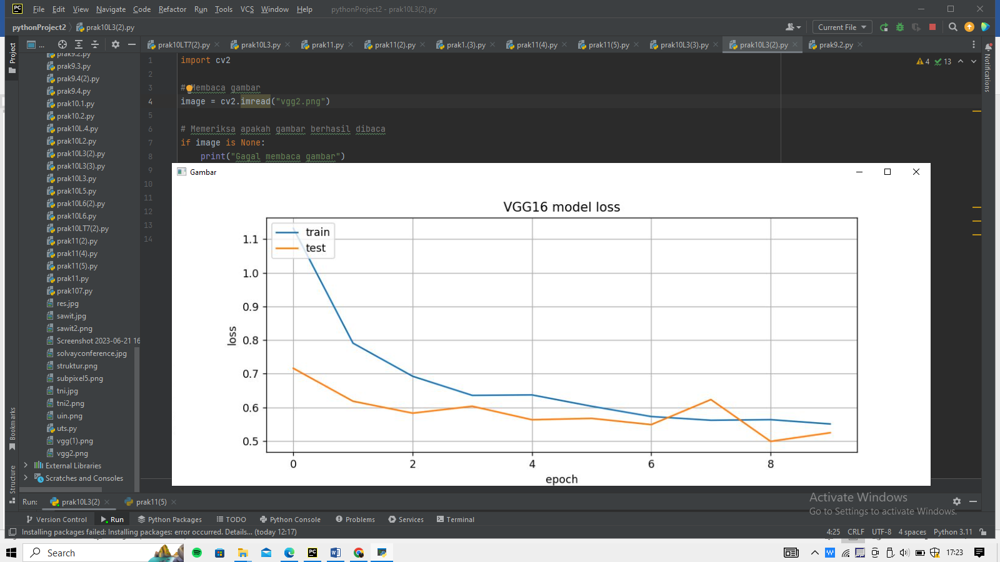 File Edit View Navigate Code Refactor Run Tools VCS Window Help pythonProject2 - prak10L3(2).py
pythonProject2 prak10L3(2).py Current File
Project
... prak10LT7(2).py prak10L3.py prak11.py prak11(2).py prak1.(3).py prak11(4).py prak11(5).py prak10L3(3).py prak10L3(2).py prak9.2.py
Notifications
prak9.2.py
prak9.3.py
prak9.4(2).py
prak9.4.py
prak10.1.py
prak10.2.py
prak10L.4.py
prak10L2.py
prak10L3(2).py
prak10L3(3).py
prak10L3.py
prak10L5.py
prak10L6(2).py
prak10L6.py
prak10LT7(2).py
prak11(2).py
prak11(4).py
prak11(5).py
prak11.py
prak107.py
res.jpg
sawit.jpg
sawit2.png
Screenshot 2023-06-21 16
solvayconference.jpg
struktur.png
subpixel5.png
tni.jpg
tni2.png
uin.png
uts.py
vgg(1).png
vgg2.png
External Libraries
Scratches and Consoles
Bookmarks
Structure
1 import cv2
2
3 # Membaca gambar
4 image = cv2.imread("vgg2.png")
5
6 # Memeriksa apakah gambar berhasil dibaca
7 if image is None:
8 print("Gagal membaca gambar")
9
10
11
12
13
14
4 13
Gambar
VGG16 model loss
train
test
1.1
1.0
0.9
0.8
0.7
0.6
0.5
loss
0 2 4 6 8
epoch
Activate Windows
Go to Settings to activate Windows.
Run: prak10L3(2) prak11(5)
Version Control Run Python Packages TODO Python Console Problems Services Terminal
Installing packages failed: Installing packages: error occurred. Details... (today 12:17) 4:25 CRLF UTF-8 4 spaces Python 3.11
Search 17:23